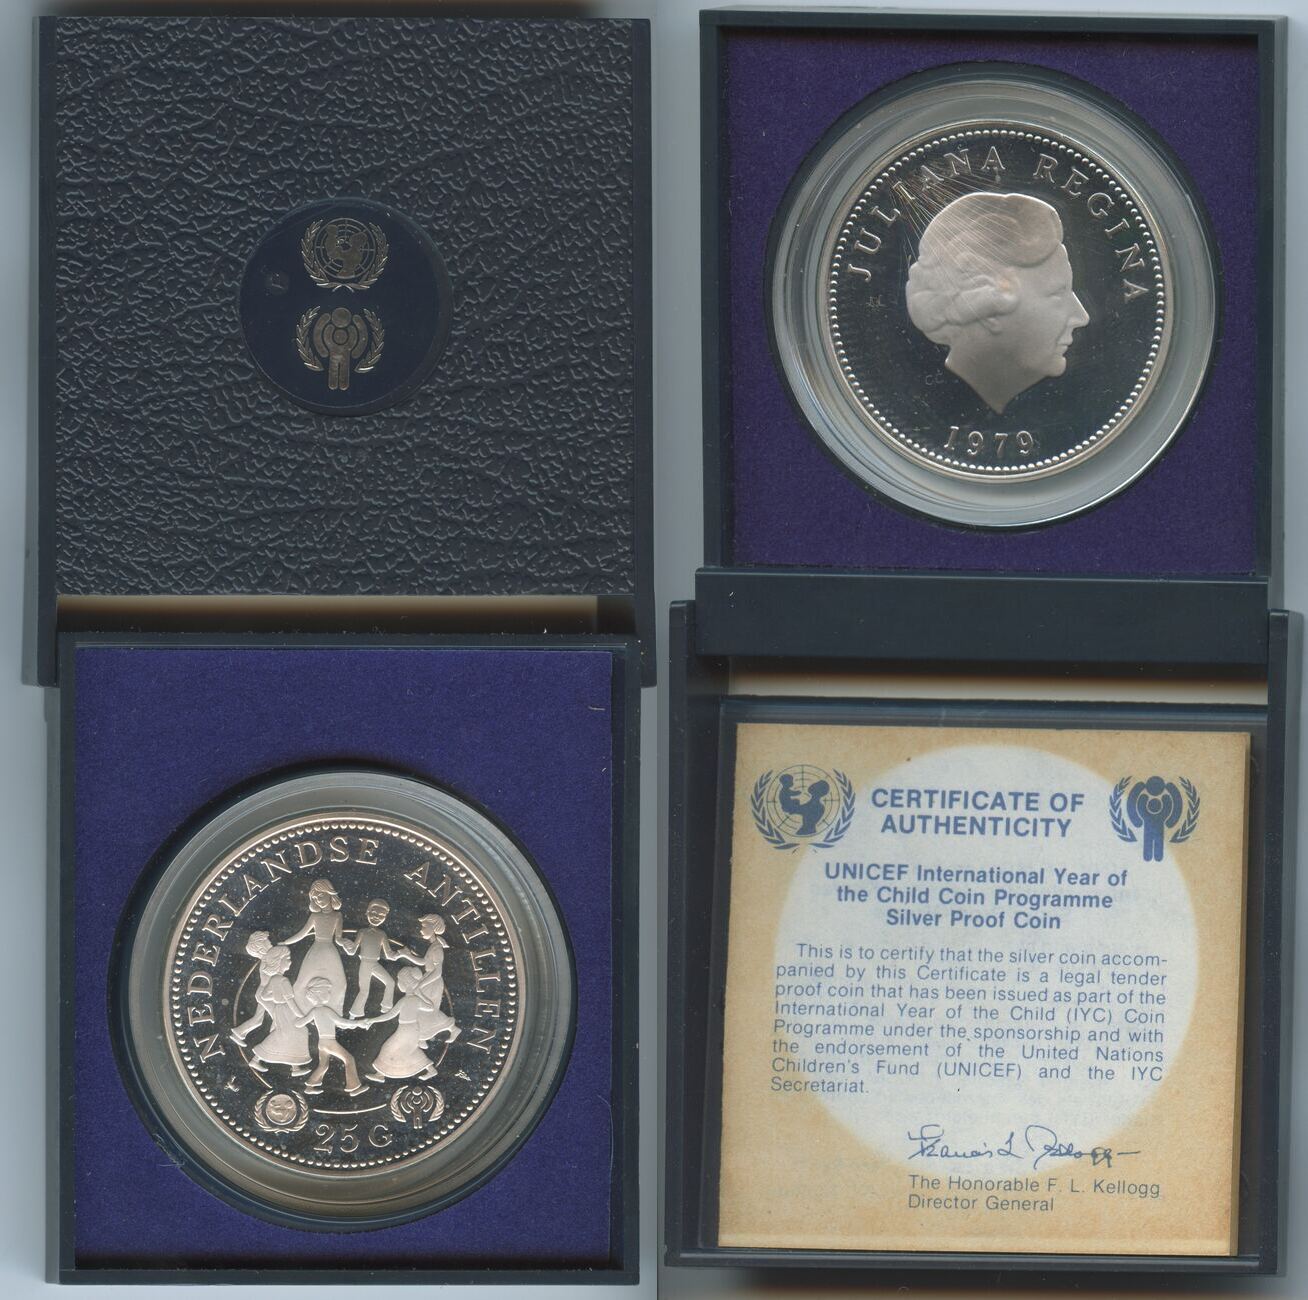 JULIANA REGINA
1979
NEDERLANDSE ANTILLEN
25G
CERTIFICATE OF
AUTHENTICITY
UNICEF International Year of
the Child Coin Programme
Silver Proof Coin
This is to certify that the silver coin accom-
panied by this Certificate is a legal tender
proof coin that has been issued as part of the
International Year of the Child (IYC) Coin
Programme under the sponsorship and with
the endorsement of the United Nations
Children's Fund (UNICEF) and the IYC
Secretariat.
Francis L Kellogg
The Honorable F. L. Kellogg
Director General